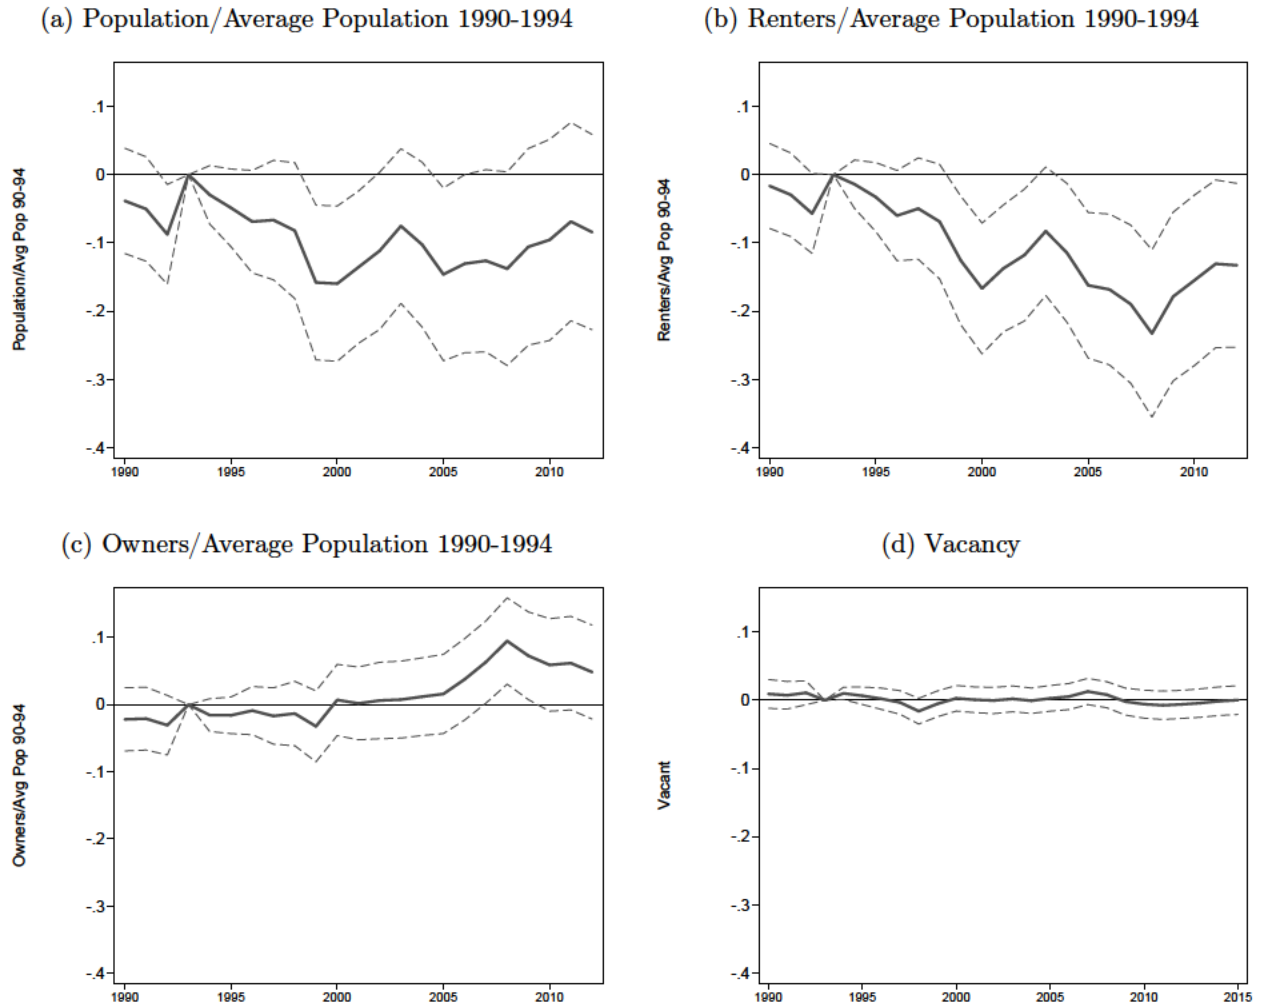 (a) Population/Average Population 1990-1994
.1
0
-.1
-.2
-.3
-.4
Population/Avg Pop 90-94
1990 1995 2000 2005 2010
(b) Renters/Average Population 1990-1994
.1
0
-.1
-.2
-.3
-.4
Renters/Avg Pop 90-94
1990 1995 2000 2005 2010
(c) Owners/Average Population 1990-1994
.1
0
-.1
-.2
-.3
-.4
Owners/Avg Pop 90-94
1990 1995 2000 2005 2010
(d) Vacancy
.1
0
-.1
-.2
-.3
-.4
Vacant
1990 1995 2000 2005 2010 2015